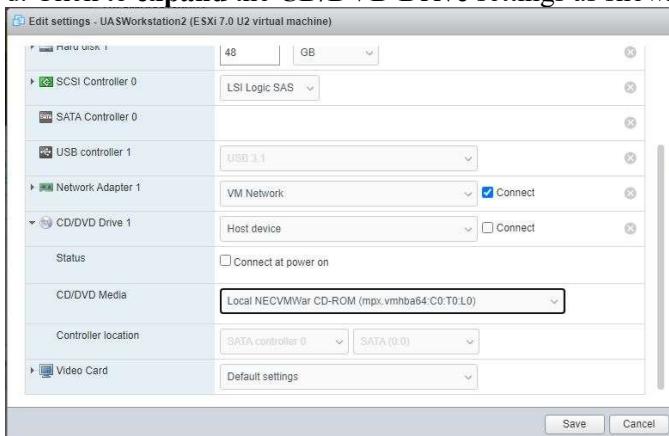 Edit settings - UASWorkstation2 (ESXi 7.0 U2 virtual machine)
Hard disk 1 48 GB
SCSI Controller 0 LSI Logic SAS
SATA Controller 0
USB controller 1 USB 3.1
Network Adapter 1 VM Network Connect
CD/DVD Drive 1 Host device Connect
Status Connect at power on
CD/DVD Media Local NECVMWar CD-ROM (mpx.vmhba64:C0:T0:L0)
Controller location SATA controller 0 SATA (0:0)
Video Card Default settings
Save Cancel